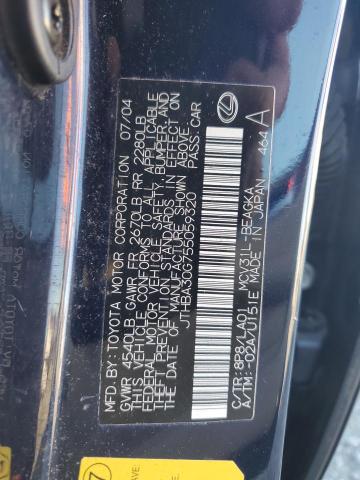 MFD. BY: TOYOTA MOTOR CORPORATION 07/04
GVWR 4540LB GAWR FR 2670LB RR 2280LB
THIS VEHICLE CONFORMS TO ALL APPLICABLE
FEDERAL MOTOR VEHICLE SAFETY, BUMPER, AND
THEFT PREVENTION STANDARDS IN EFFECT ON
THE DATE OF MANUFACTURE SHOWN ABOVE.
JTHBA30G755059320 PASS.CAR
C/TR: 8P8/LA01 MCV31L-BEAGKA
A/TM: -02A/U151E MADE IN JAPAN
464 A